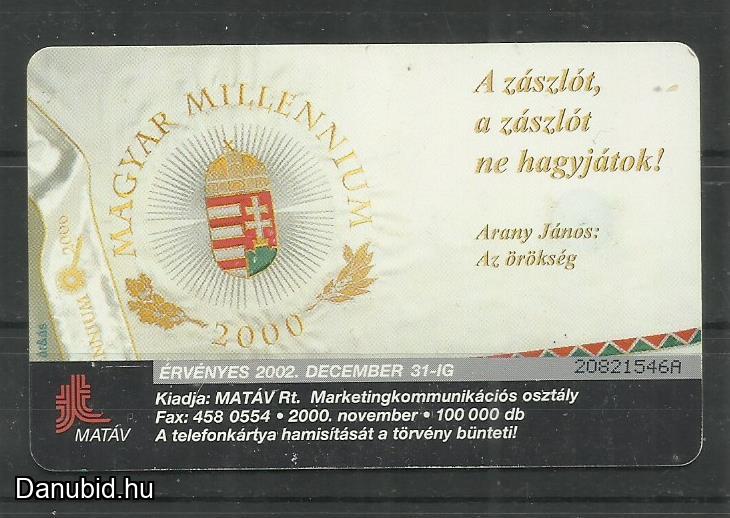 MAGYAR MILLENNIUM
2000
A zászlót,
a zászlót
ne hagyjátok!
Arany János:
Az örökség
2000
ÉRVÉNYES 2002. DECEMBER 31-IG
20821546A
Kiadja: MATÁV Rt. Marketingkommunikációs osztály
Fax: 458 0554 • 2000. november • 100 000 db
A telefonkártya hamisítását a törvény bünteti!
MATÁV
Danubid.hu